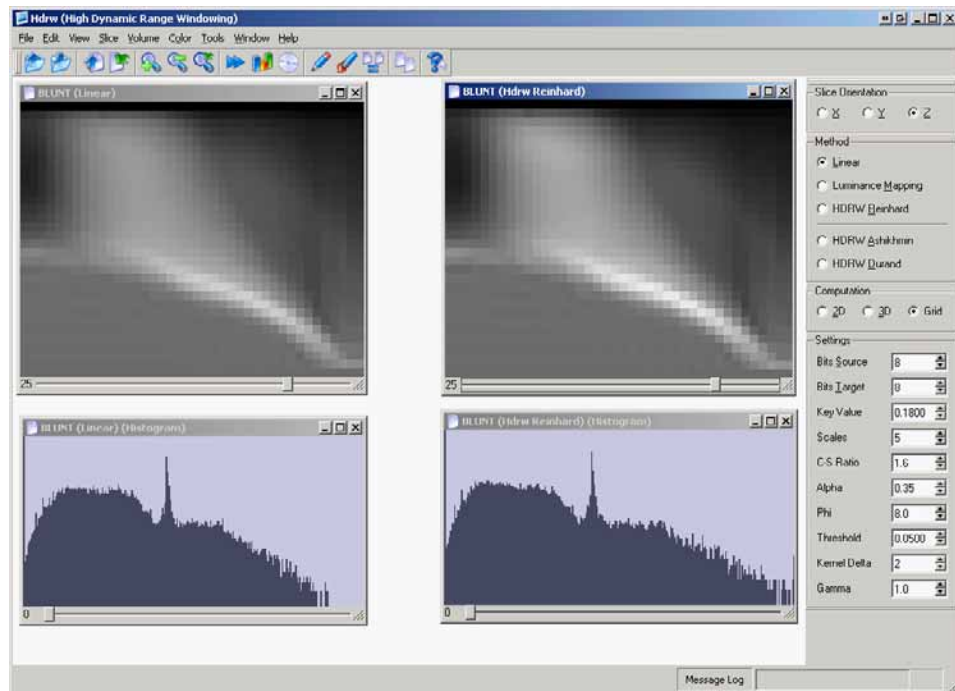 Hdrw (High Dynamic Range Windowing)
File Edit View Slice Volume Color Tools Window Help
BLUNT (Linear)
BLUNT (Hdrw Reinhard)
25
25
BLUNT (Linear) (Histogram)
BLUNT (Hdrw Reinhard) (Histogram)
0
0
Slice Orientation
X Y Z
Method
Linear
Luminance Mapping
HDRW Reinhard
HDRW Ashikhmin
HDRW Durand
Computation
2D 3D Grid
Settings
Bits Source 8
Bits Target 8
Key Value 0.1800
Scales 5
C-S Ratio 1.6
Alpha 0.35
Phi 8.0
Threshold 0.0500
Kernel Delta 2
Gamma 1.0
Message Log